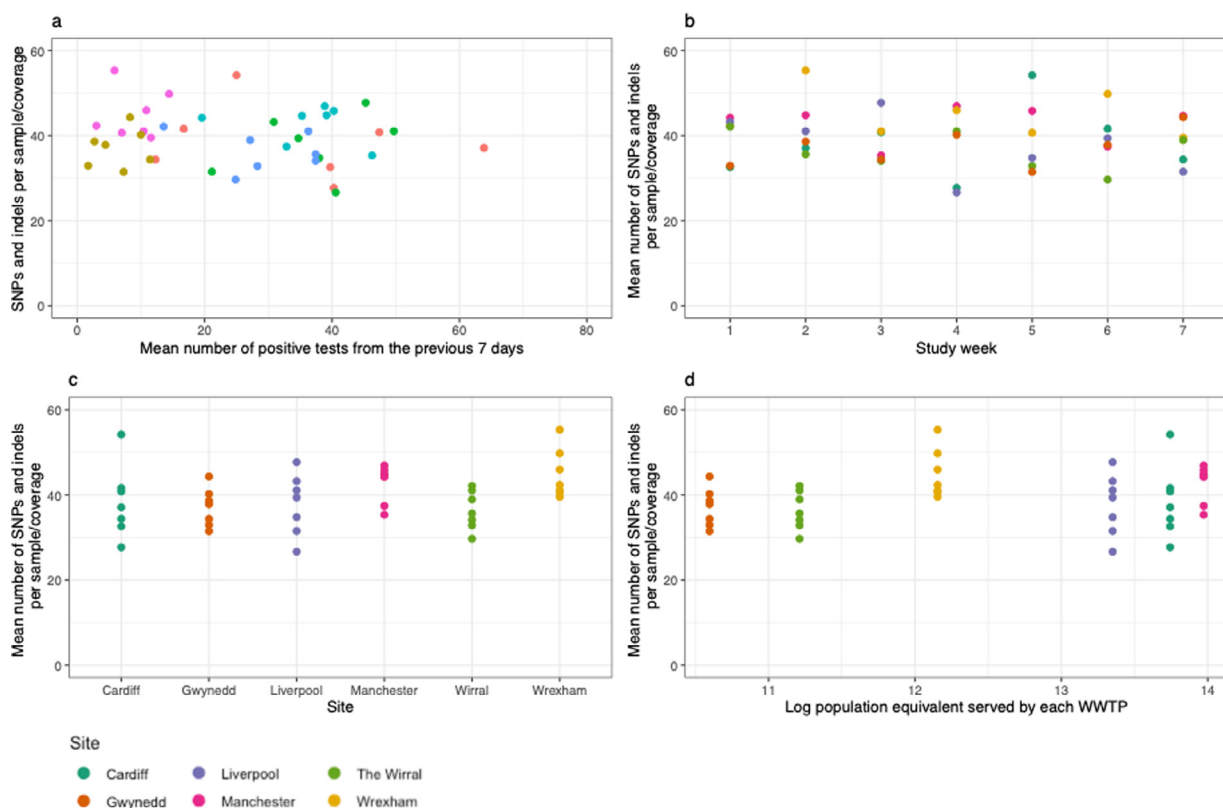 a
SNPs and indels per sample/coverage
60
40
20
0
0 20 40 60 80
Mean number of positive tests from the previous 7 days
b
Mean number of SNPs and indels
per sample/coverage
60
40
20
0
1 2 3 4 5 6 7
Study week
c
Mean number of SNPs and indels
per sample/coverage
60
40
20
0
Cardiff Gwynedd Liverpool Manchester Wirral Wrexham
Site
d
Mean number of SNPs and indels
per sample/coverage
60
40
20
0
11 12 13 14
Log population equivalent served by each WWTP
Site
Cardiff Liverpool The Wirral
Gwynedd Manchester Wrexham